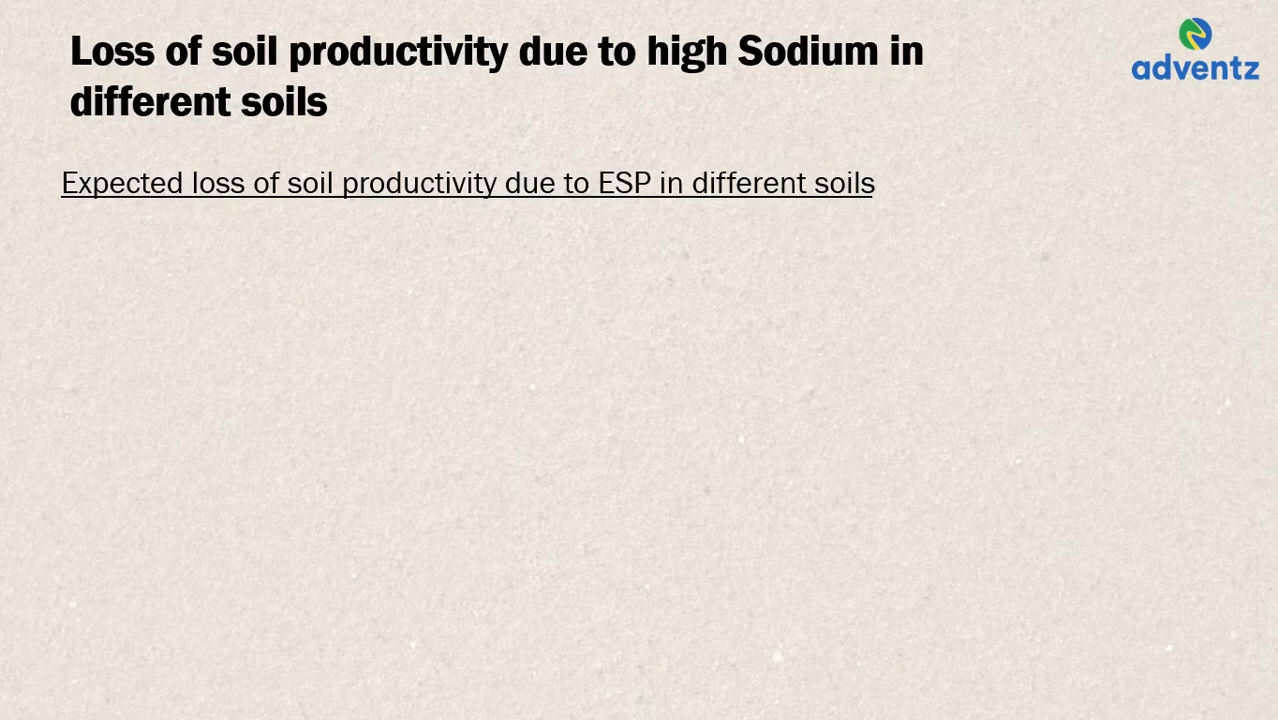 Loss of soil productivity due to high Sodium in
different soils
adventz
Expected loss of soil productivity due to ESP in different soils